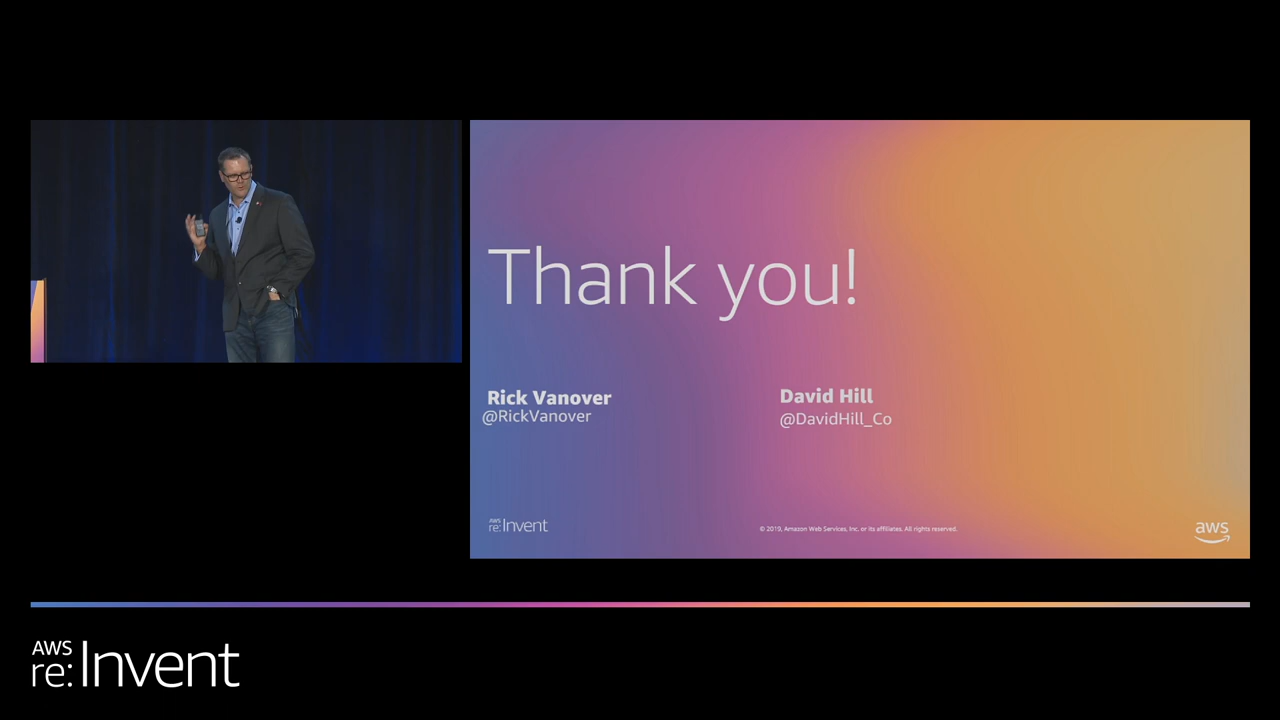 Thank you!
Rick Vanover
@RickVanover
David Hill
@DavidHill_Co
AWS
re:Invent
© 2019, Amazon Web Services, Inc. or its affiliates. All rights reserved.
aws
AWS
re:Invent